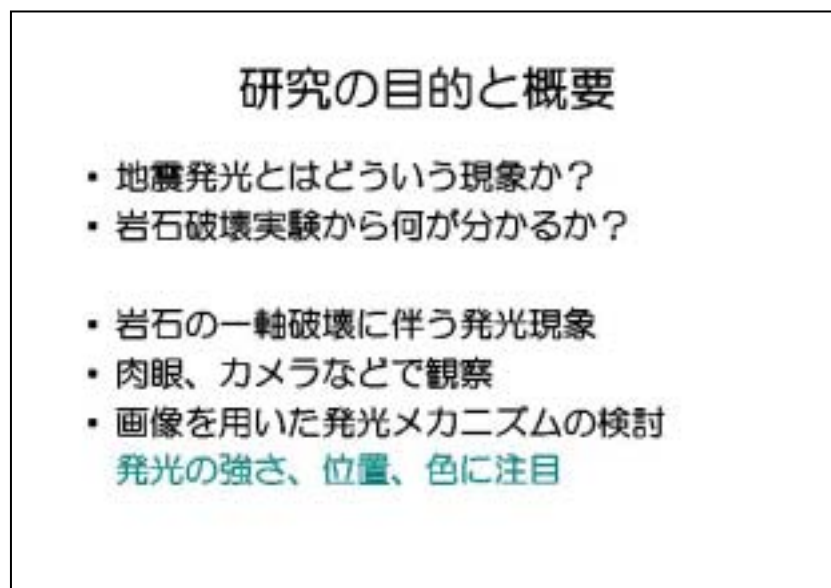 研究の目的と概要
・地震発光とはどういう現象か？
・岩石破壊実験から何が分かるか？
・岩石の一軸破壊に伴う発光現象
・肉眼、カメラなどで観察
・画像を用いた発光メカニズムの検討
発光の強さ、位置、色に注目